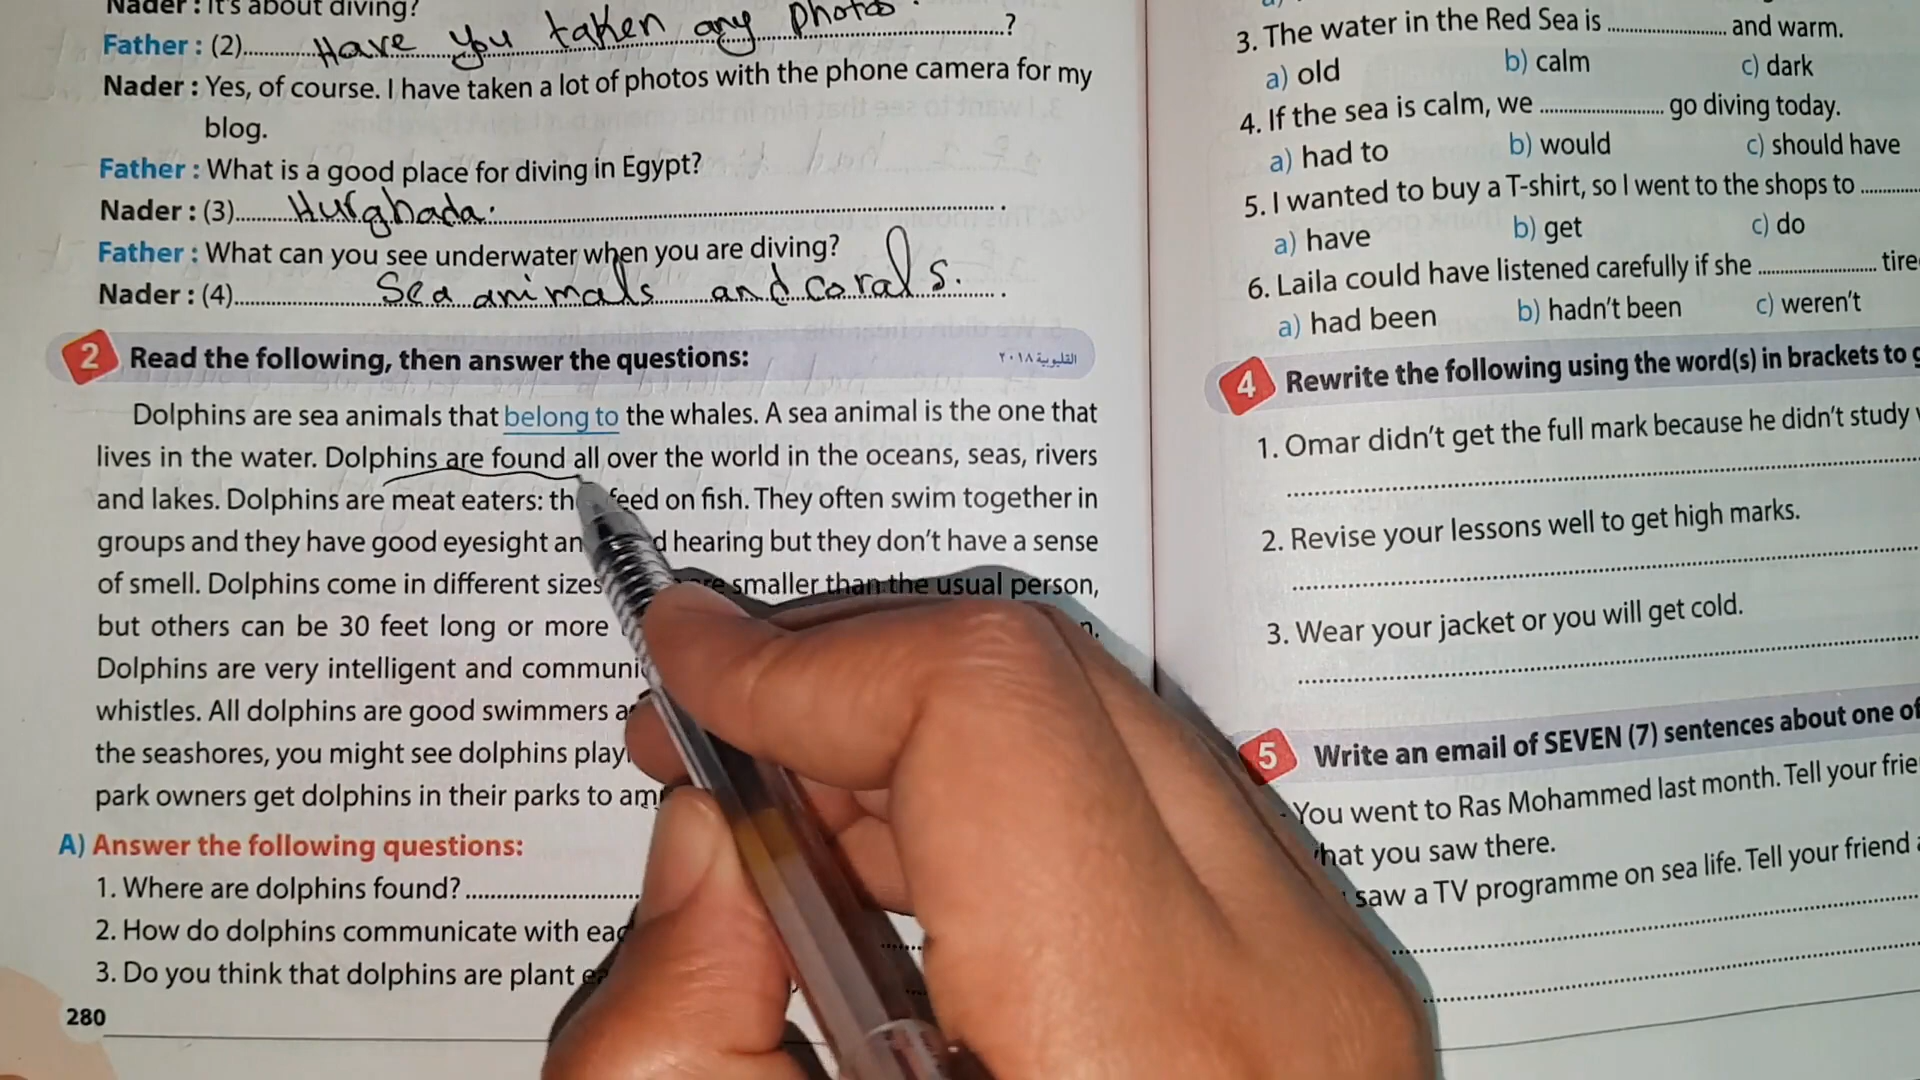 Nader : It's about diving?
Father : (2) Have you taken any photos ?
Nader : Yes, of course. I have taken a lot of photos with the phone camera for my
blog.
Father : What is a good place for diving in Egypt?
Nader : (3) Hurghada.
Father : What can you see underwater when you are diving?
Nader : (4) Sea animals and corals.
2 Read the following, then answer the questions: القليوبية ٢٠١٨
Dolphins are sea animals that belong to the whales. A sea animal is the one that
lives in the water. Dolphins are found all over the world in the oceans, seas, rivers
and lakes. Dolphins are meat eaters: feed on fish. They often swim together in
groups and they have good eyesight hearing but they don't have a sense
of smell. Dolphins come in different sizes smaller than the usual person,
but others can be 30 feet long or more
Dolphins are very intelligent and
whistles. All dolphins are good swimmers
the seashores, you might see dolphins
park owners get dolphins in their parks to
A) Answer the following questions:
1. Where are dolphins found?
2. How do dolphins communicate with
3. Do you think that dolphins are plant
280
3. The water in the Red Sea is ........ and warm.
a) old b) calm c) dark
4. If the sea is calm, we ........ go diving today.
a) had to b) would c) should have
5. I wanted to buy a T-shirt, so I went to the shops to ........
a) have b) get c) do
6. Laila could have listened carefully if she ........
a) had been b) hadn't been c) weren't
4 Rewrite the following using the word(s) in brackets to
1. Omar didn't get the full mark because he didn't study
2. Revise your lessons well to get high marks.
3. Wear your jacket or you will get cold.
5 Write an email of SEVEN (7) sentences about one of
- You went to Ras Mohammed last month. Tell your
what you saw there.
saw a TV programme on sea life. Tell your friend